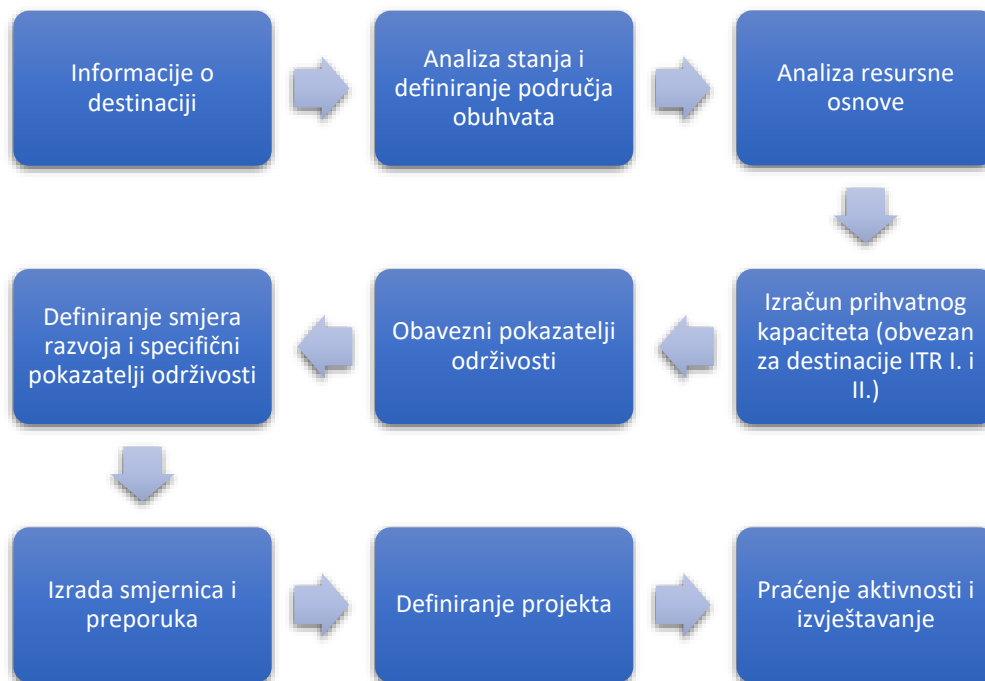 Informacije o
destinaciji
Analiza stanja i
definiranje područja
obuhvata
Analiza resursne
osnove
Izračun prihvatnog
kapaciteta (obvezan
za destinacije ITR I. i
II.)
Obavezni pokazatelji
održivosti
Definiranje smjera
razvoja i specifični
pokazatelji održivosti
Izrada smjernica i
preporuka
Definiranje projekta
Praćenje aktivnosti i
izvještavanje